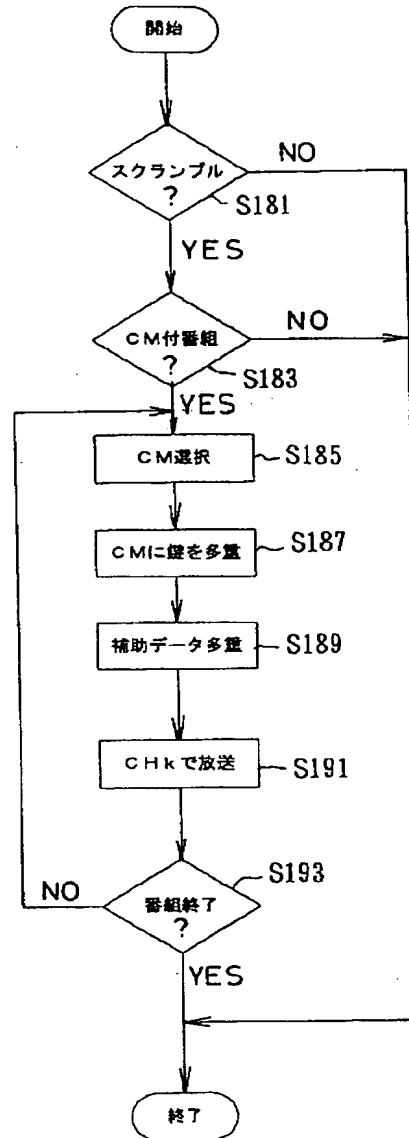 開始
スクランブル
?
NO
S181
YES
CM付番組
?
NO
S183
YES
CM選択
S185
CMに鍵を多重
S187
補助データ多重
S189
CHkで放送
S191
番組終了
?
S193
NO
YES
終了